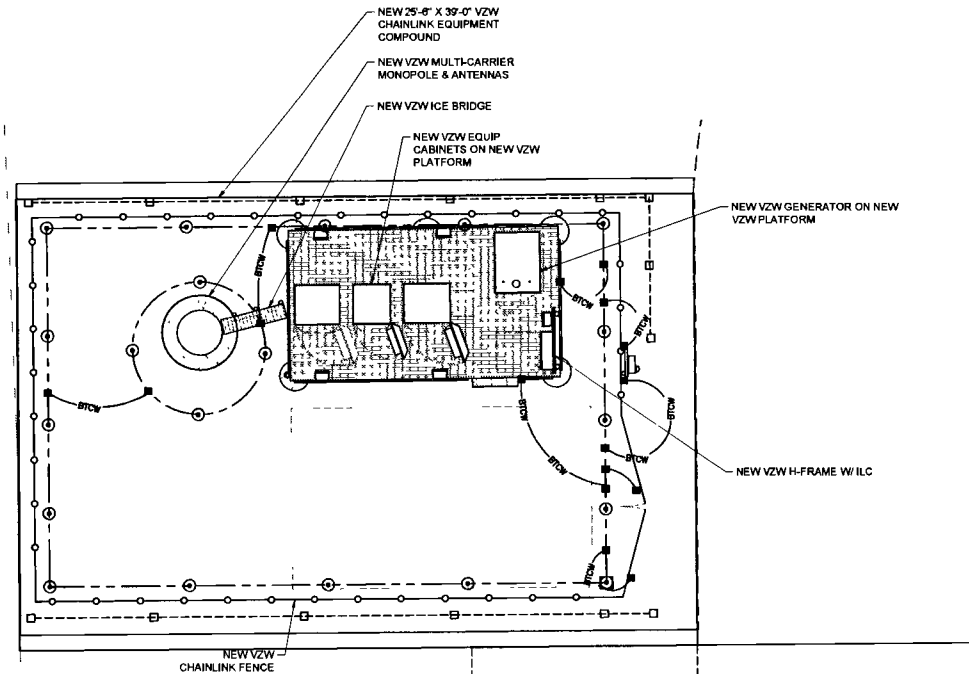 NEW 25'-6" X 39'-0" VZW
CHAINLINK EQUIPMENT
COMPOUND
NEW VZW MULTI-CARRIER
MONOPOLE & ANTENNAS
NEW VZW ICE BRIDGE
NEW VZW EQUIP
CABINETS ON NEW VZW
PLATFORM
NEW VZW GENERATOR ON NEW
VZW PLATFORM
BTCW
BTCW
BTCW
BTCW
BTCW
BTCW
NEW VZW H-FRAME W/ ILC
BTCW
NEW VZW
CHAINLINK FENCE